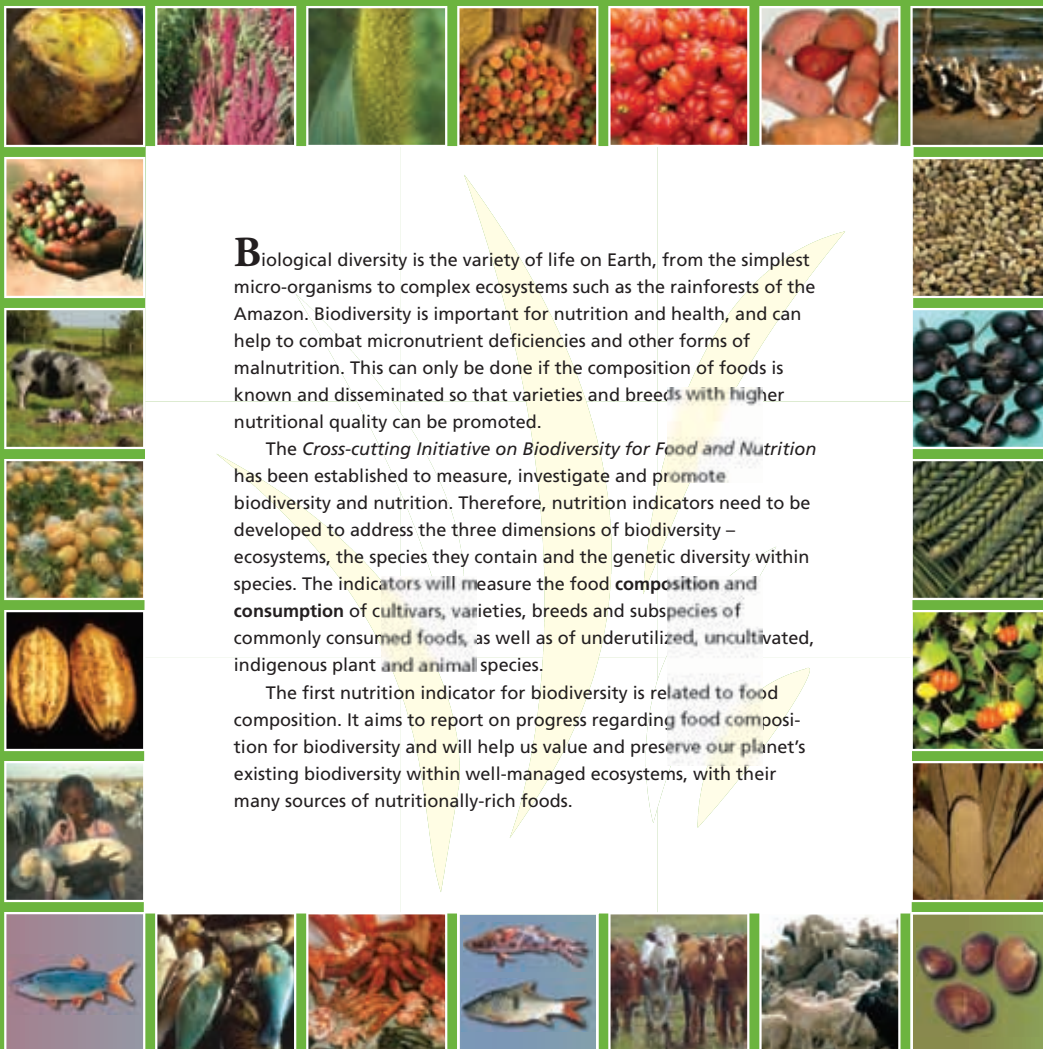 Biological diversity is the variety of life on Earth, from the simplest
micro-organisms to complex ecosystems such as the rainforests of the
Amazon. Biodiversity is important for nutrition and health, and can
help to combat micronutrient deficiencies and other forms of
malnutrition. This can only be done if the composition of foods is
known and disseminated so that varieties and breeds with higher
nutritional quality can be promoted.
The Cross-cutting Initiative on Biodiversity for Food and Nutrition
has been established to measure, investigate and promote
biodiversity and nutrition. Therefore, nutrition indicators need to be
developed to address the three dimensions of biodiversity –
ecosystems, the species they contain and the genetic diversity within
species. The indicators will measure the food composition and
consumption of cultivars, varieties, breeds and subspecies of
commonly consumed foods, as well as of underutilized, uncultivated,
indigenous plant and animal species.
The first nutrition indicator for biodiversity is related to food
composition. It aims to report on progress regarding food composi-
tion for biodiversity and will help us value and preserve our planet's
existing biodiversity within well-managed ecosystems, with their
many sources of nutritionally-rich foods.